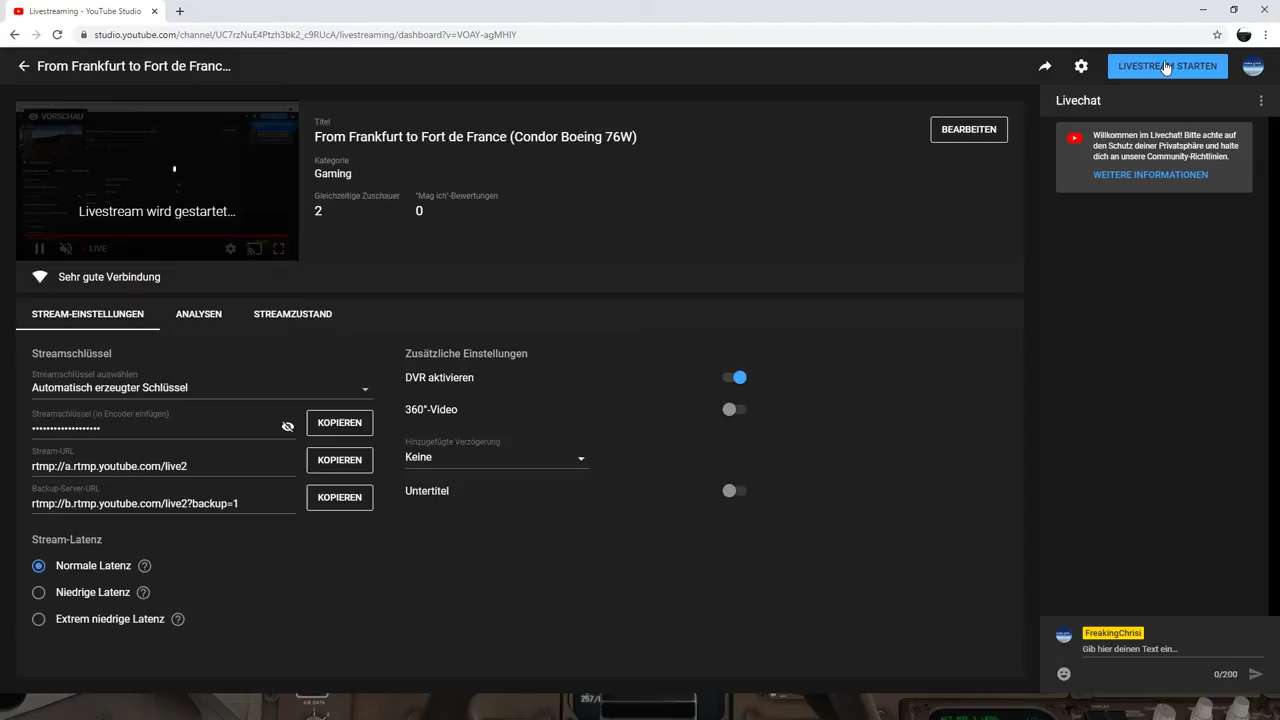 Livestreaming - YouTube Studio
studio.youtube.com/channel/UC7rzNuE4Ptzh3bk2_c9RUcA/livestreaming/dashboard?v=VOAY-agMHIY
From Frankfurt to Fort de Franc...
LIVESTREAM STARTEN
VORSCHAU
Livestream wird gestartet...
LIVE
Titel
From Frankfurt to Fort de France (Condor Boeing 76W)
BEARBEITEN
Kategorie
Gaming
Gleichzeitige Zuschauer
"Mag ich"-Bewertungen
2
0
Sehr gute Verbindung
STREAM-EINSTELLUNGEN
ANALYSEN
STREAMZUSTAND
Streamschlüssel
Streamschlüssel auswählen
Automatisch erzeugter Schlüssel
Streamschlüssel (in Encoder einfügen)
••••••••••••••••••
KOPIEREN
Stream-URL
rtmp://a.rtmp.youtube.com/live2
KOPIEREN
Backup-Server-URL
rtmp://b.rtmp.youtube.com/live2?backup=1
KOPIEREN
Stream-Latenz
Normale Latenz
Niedrige Latenz
Extrem niedrige Latenz
Zusätzliche Einstellungen
DVR aktivieren
360°-Video
Hinzugefügte Verzögerung
Keine
Untertitel
Livechat
Willkommen im Livechat! Bitte achte auf
den Schutz deiner Privatsphäre und halte
dich an unsere Community-Richtlinien.
WEITERE INFORMATIONEN
FreakingChrisi
Gib hier deinen Text ein...
0/200
AIR DATA